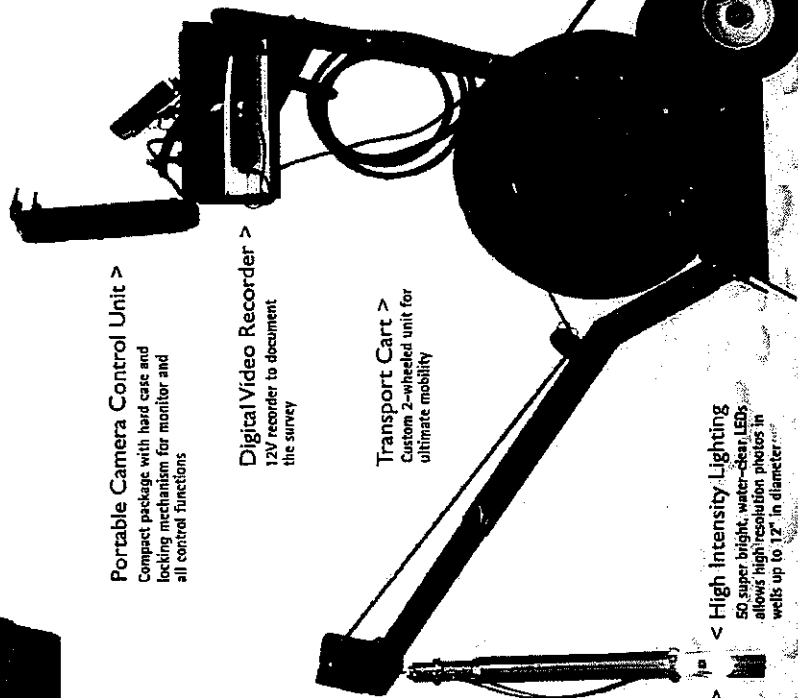 Portable Camera Control Unit >
Compact package with hard case and
locking mechanism for monitor and
all control functions
Digital Video Recorder >
12V recorder to document
the survey
Transport Cart >
Custom 2-wheeled unit for
ultimate mobility
>
< High Intensity Lighting
50 super bright, water-clear LEDs
allows high resolution photos in
wells up to 12" in diameter